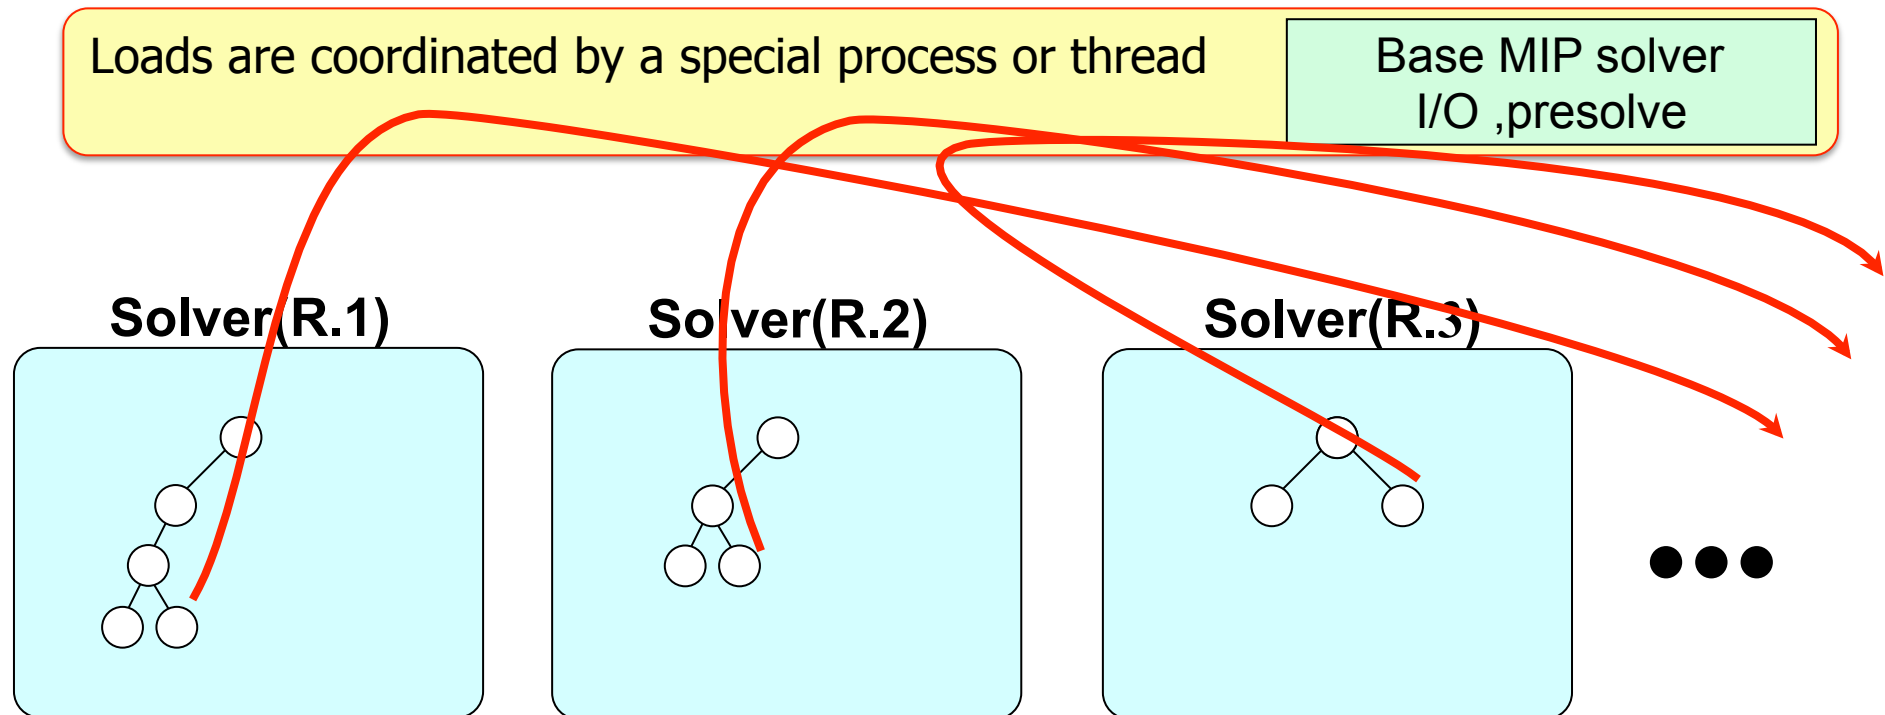 Loads are coordinated by a special process or thread
Base MIP solver
I/O ,presolve
Solver(R.1)
Solver(R.2)
Solver(R.3)